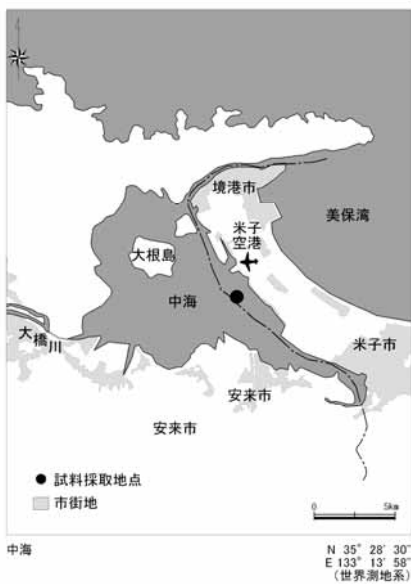 境港市
美保湾
米子
空港
大根島
中海
大橋川
米子市
安来市
安来市
試料採取地点
市街地
0 5km
中海
N 35° 28′ 30″
E 133° 13′ 58″
(世界測地系)